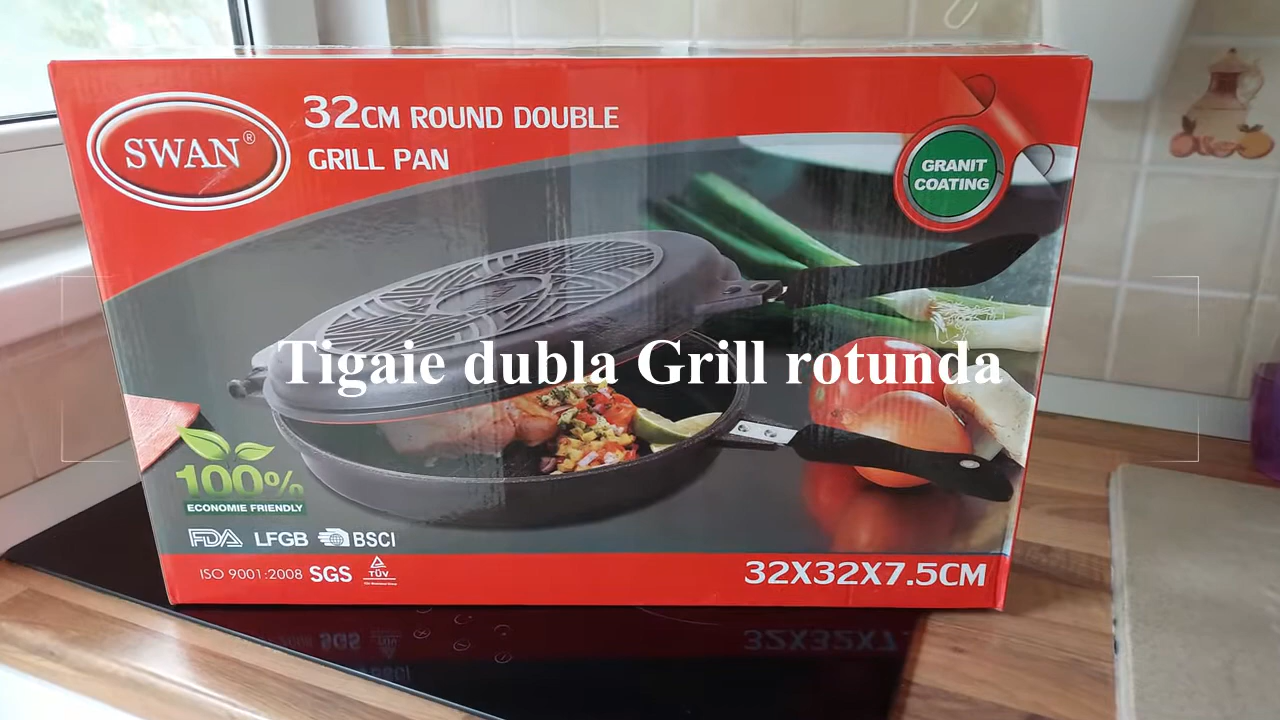 SWAN®
32CM ROUND DOUBLE
GRILL PAN
GRANIT
COATING
Tigaie dubla Grill rotunda
100%
ECONOMIE FRIENDLY
FDA LFGB BSCI
ISO 9001:2008 SGS TÜV
32X32X7.5CM